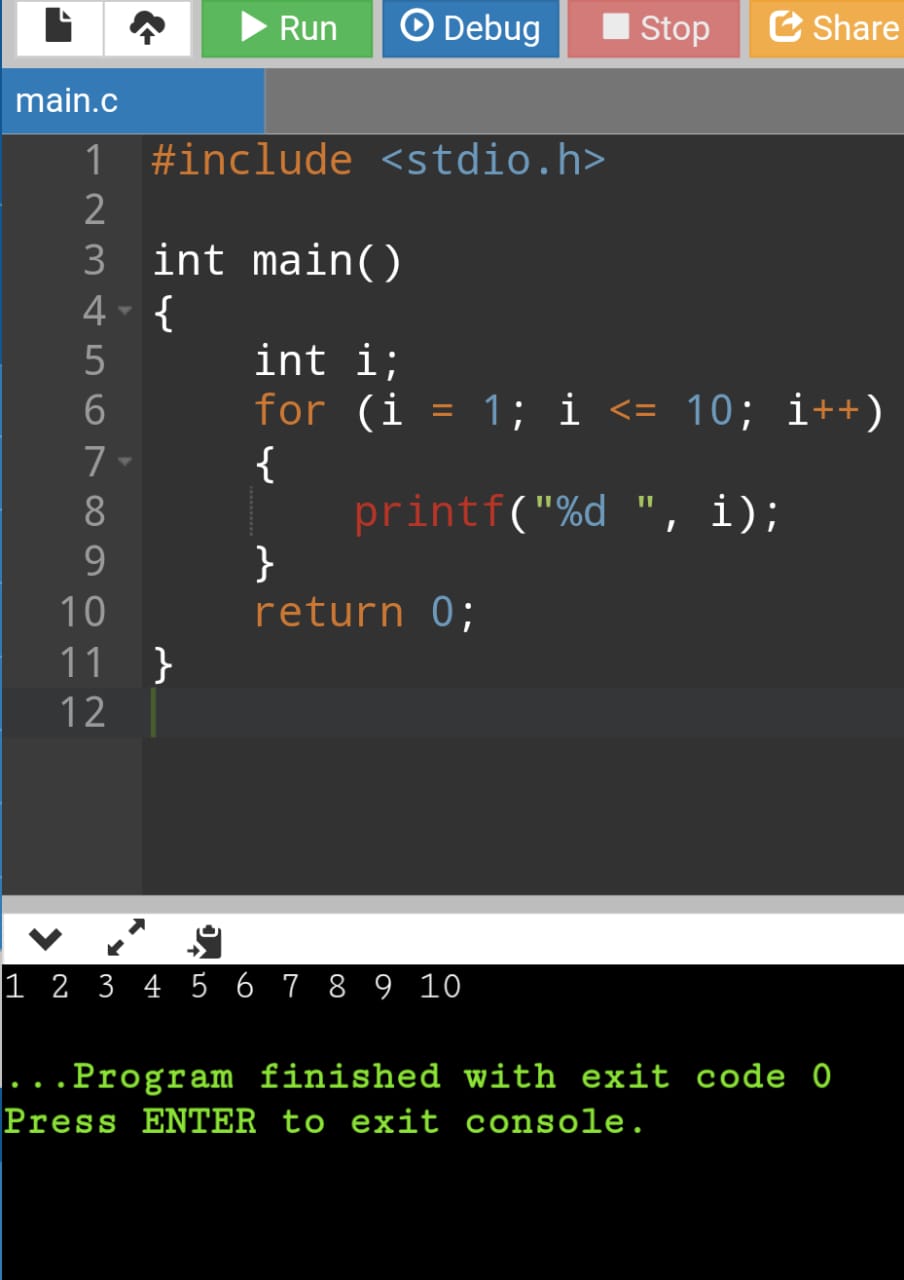 Run Debug Stop Share
main.c
1 #include <stdio.h>
2
3 int main()
4 {
5     int i;
6     for (i = 1; i <= 10; i++)
7     {
8         printf("%d ", i);
9     }
10     return 0;
11 }
12
1 2 3 4 5 6 7 8 9 10
...Program finished with exit code 0
Press ENTER to exit console.